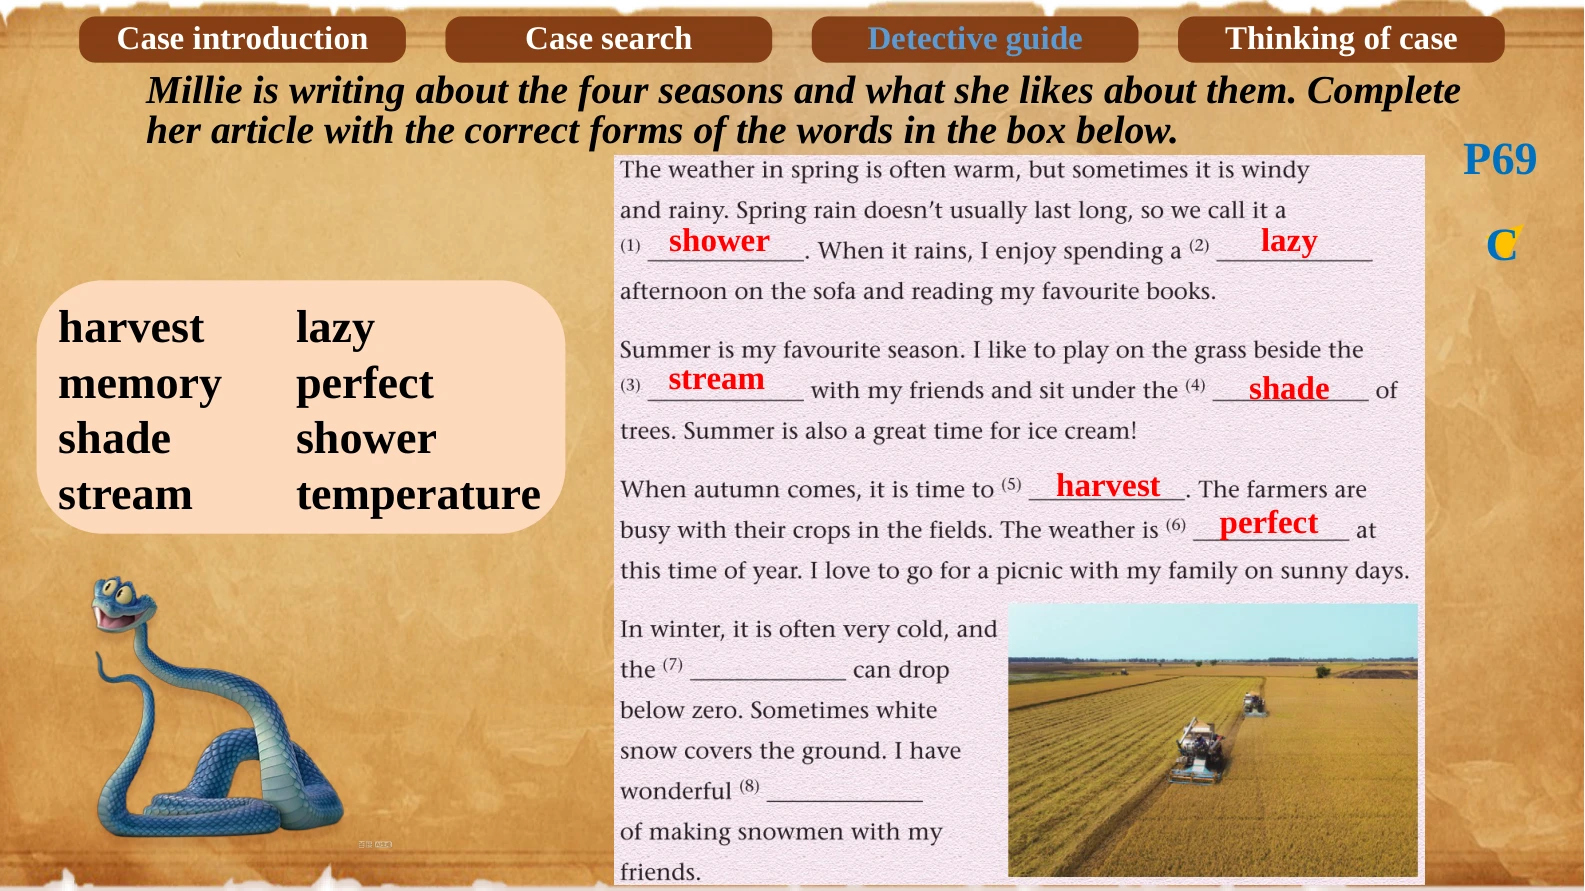 Case introduction
Case search
Detective guide
Thinking of case
Millie is writing about the four seasons and what she likes about them. Complete
her article with the correct forms of the words in the box below.
P69
C
harvest lazy
memory perfect
shade shower
stream temperature
The weather in spring is often warm, but sometimes it is windy
and rainy. Spring rain doesn't usually last long, so we call it a
(1) shower. When it rains, I enjoy spending a (2) lazy
afternoon on the sofa and reading my favourite books.
Summer is my favourite season. I like to play on the grass beside the
(3) stream with my friends and sit under the (4) shade of
trees. Summer is also a great time for ice cream!
When autumn comes, it is time to (5) harvest. The farmers are
busy with their crops in the fields. The weather is (6) perfect at
this time of year. I love to go for a picnic with my family on sunny days.
In winter, it is often very cold, and
the (7) ____________ can drop
below zero. Sometimes white
snow covers the ground. I have
wonderful (8) ____________
of making snowmen with my
friends.